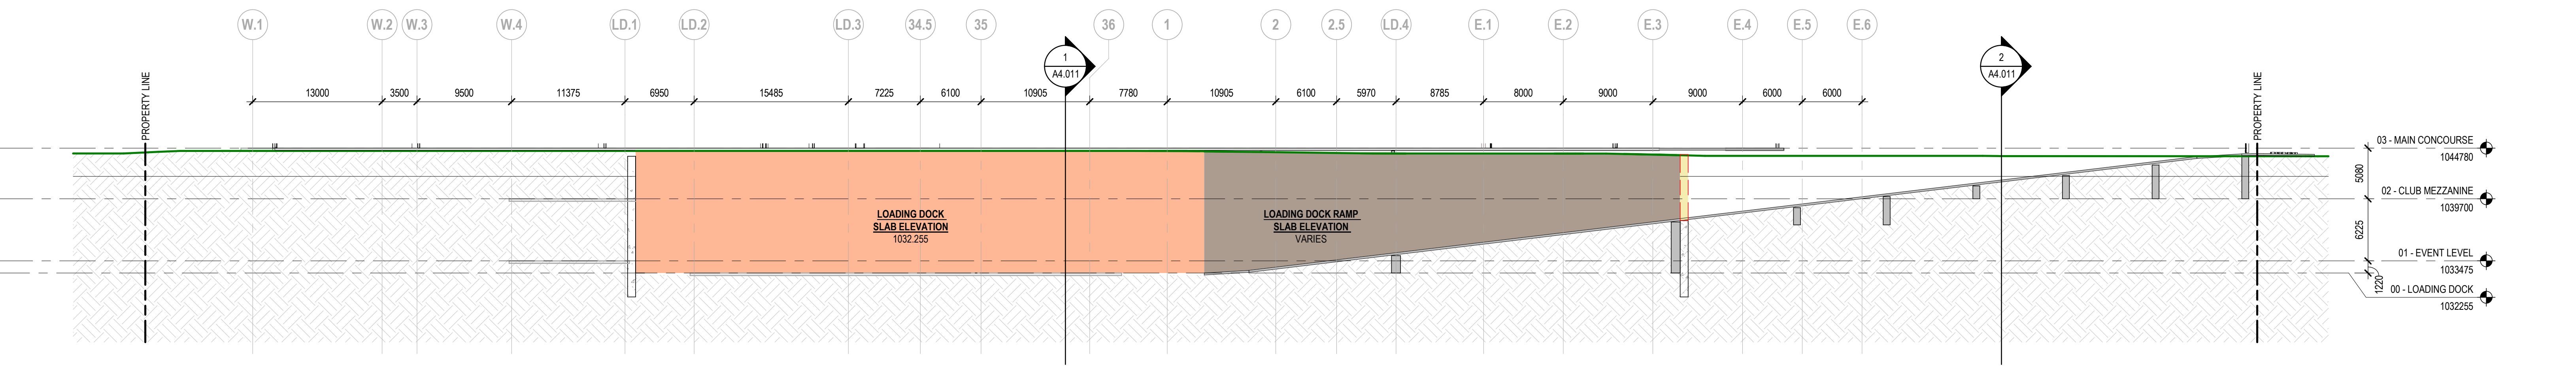 W.1 W.2 W.3 W.4 LD.1 LD.2 LD.3 34.5 35 36 1 2 2.5 LD.4 E.1 E.2 E.3 E.4 E.5 E.6
1
A4.011
2
A4.011
13000 3500 9500 11375 6950 15485 7225 6100 10905 7780 10905 6100 5970 8785 8000 9000 9000 6000 6000
PROPERTY LINE
PROPERTY LINE
LOADING DOCK
SLAB ELEVATION
1032.255
LOADING DOCK RAMP
SLAB ELEVATION
VARIES
03 - MAIN CONCOURSE
1044780
5080
02 - CLUB MEZZANINE
1039700
6225
01 - EVENT LEVEL
1033475
1220
00 - LOADING DOCK
1032255